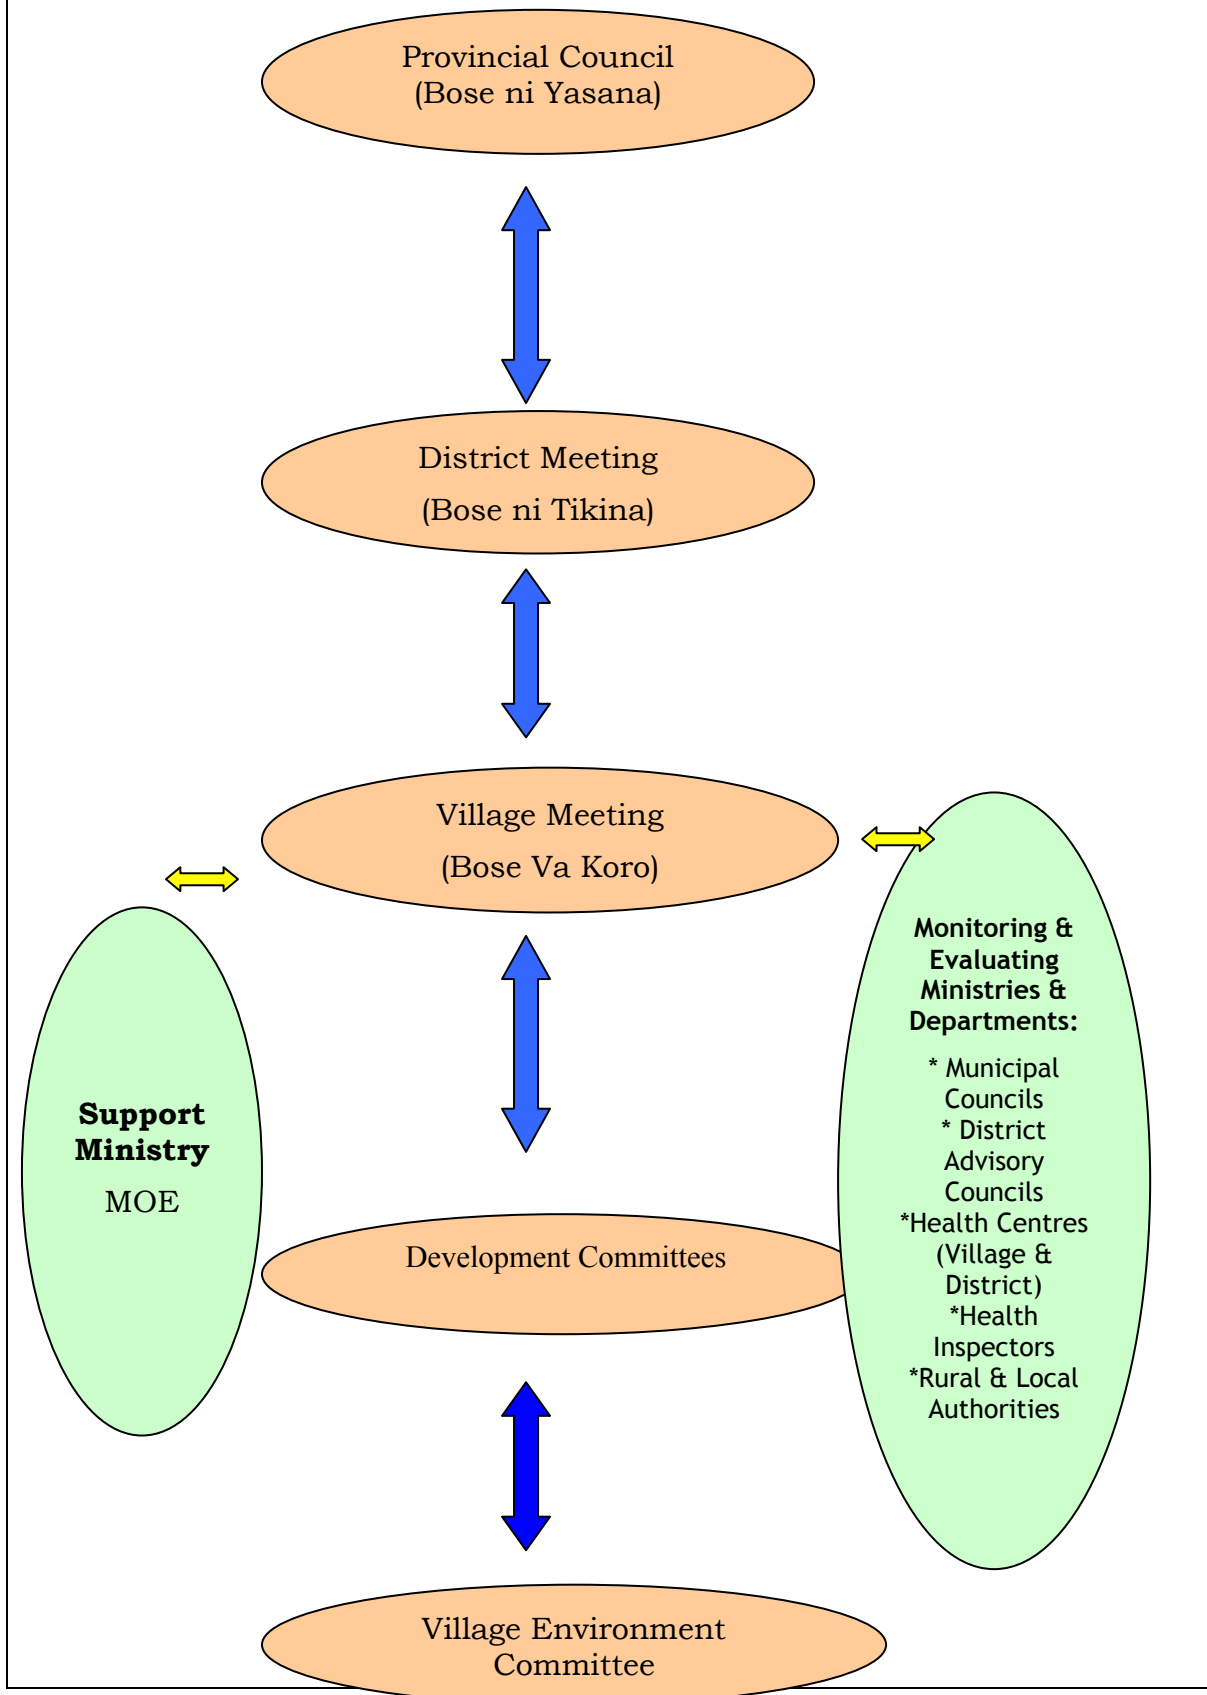 Provincial Council
(Bose ni Yasana)
District Meeting
(Bose ni Tikina)
Village Meeting
(Bose Va Koro)
Support
Ministry
MOE
Monitoring &
Evaluating
Ministries &
Departments:
* Municipal
Councils
* District
Advisory
Councils
*Health Centres
(Village &
District)
*Health
Inspectors
*Rural & Local
Authorities
Development Committees
Village Environment
Committee